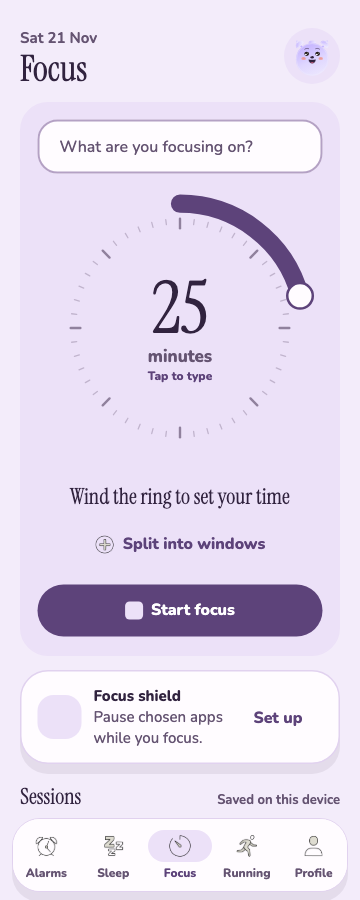 Sat 21 Nov
Focus
What are you focusing on?
25
minutes
Tap to type
Wind the ring to set your time
Split into windows
Start focus
Focus shield
Pause chosen apps
while you focus.
Set up
Sessions
Saved on this device
Alarms
Sleep
Focus
Running
Profile